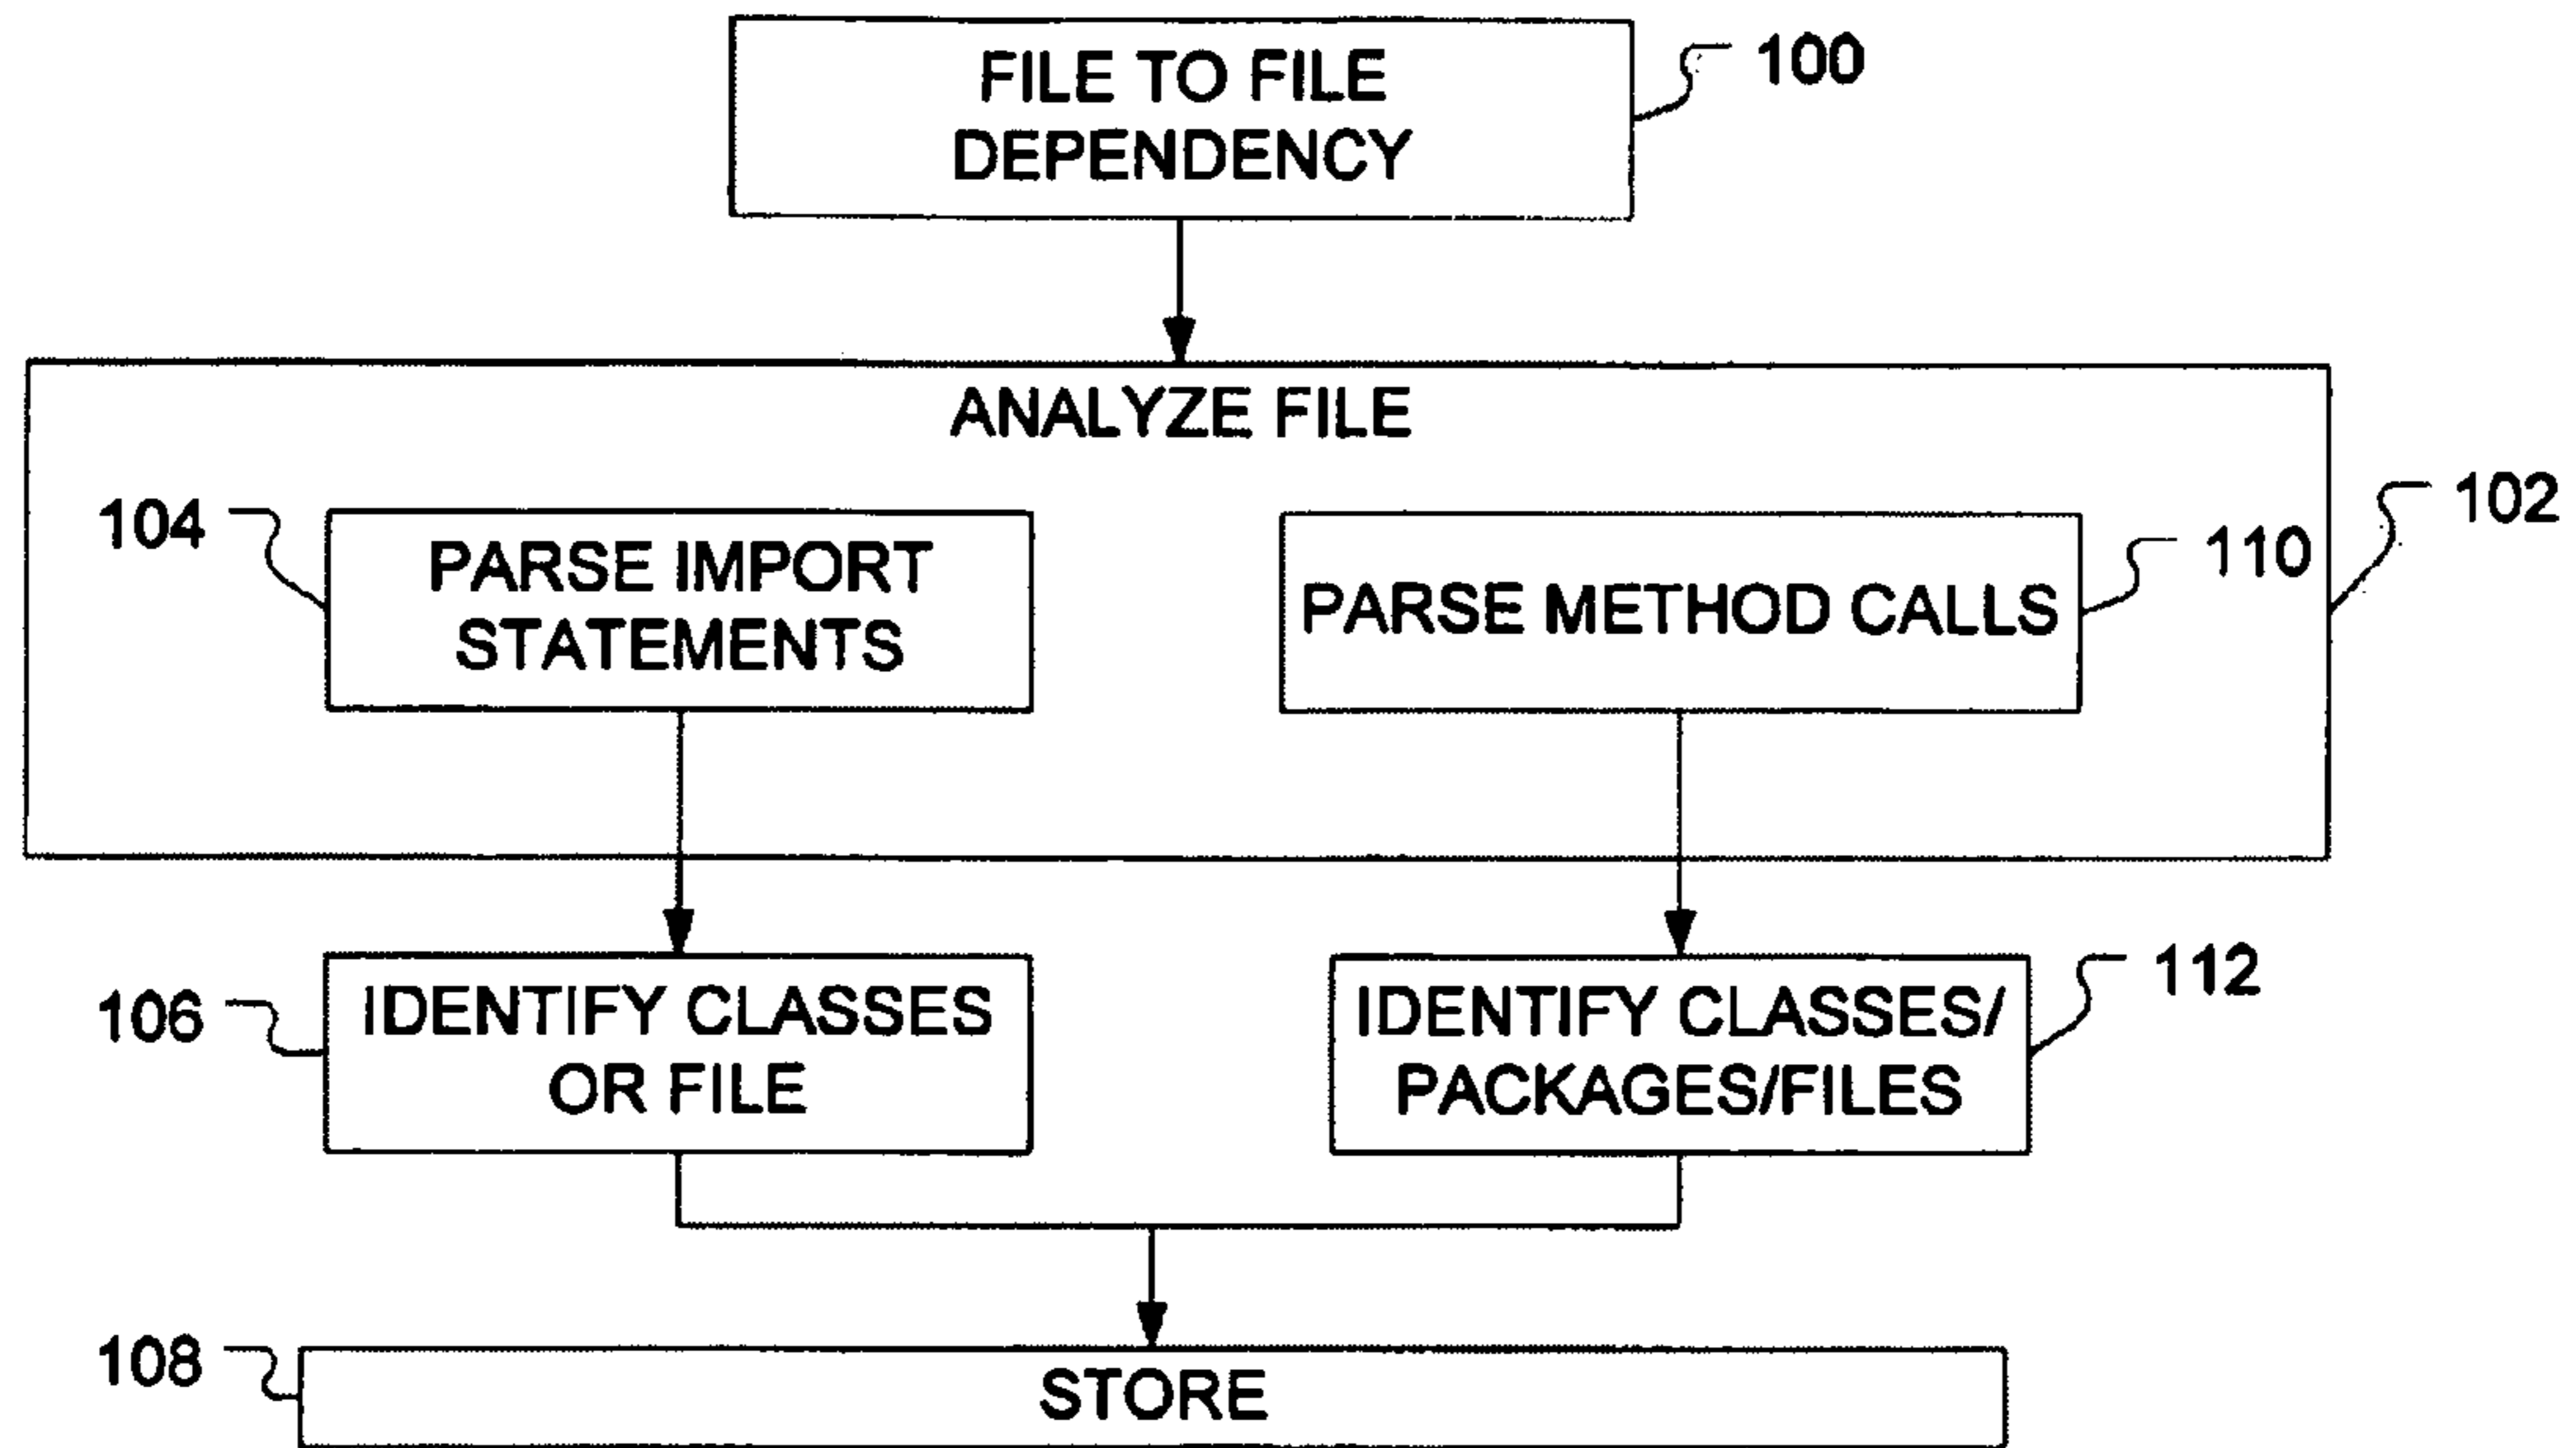 FILE TO FILE
DEPENDENCY
100
ANALYZE FILE
102
104
PARSE IMPORT
STATEMENTS
PARSE METHOD CALLS
110
106
IDENTIFY CLASSES
OR FILE
IDENTIFY CLASSES/
PACKAGES/FILES
112
108
STORE